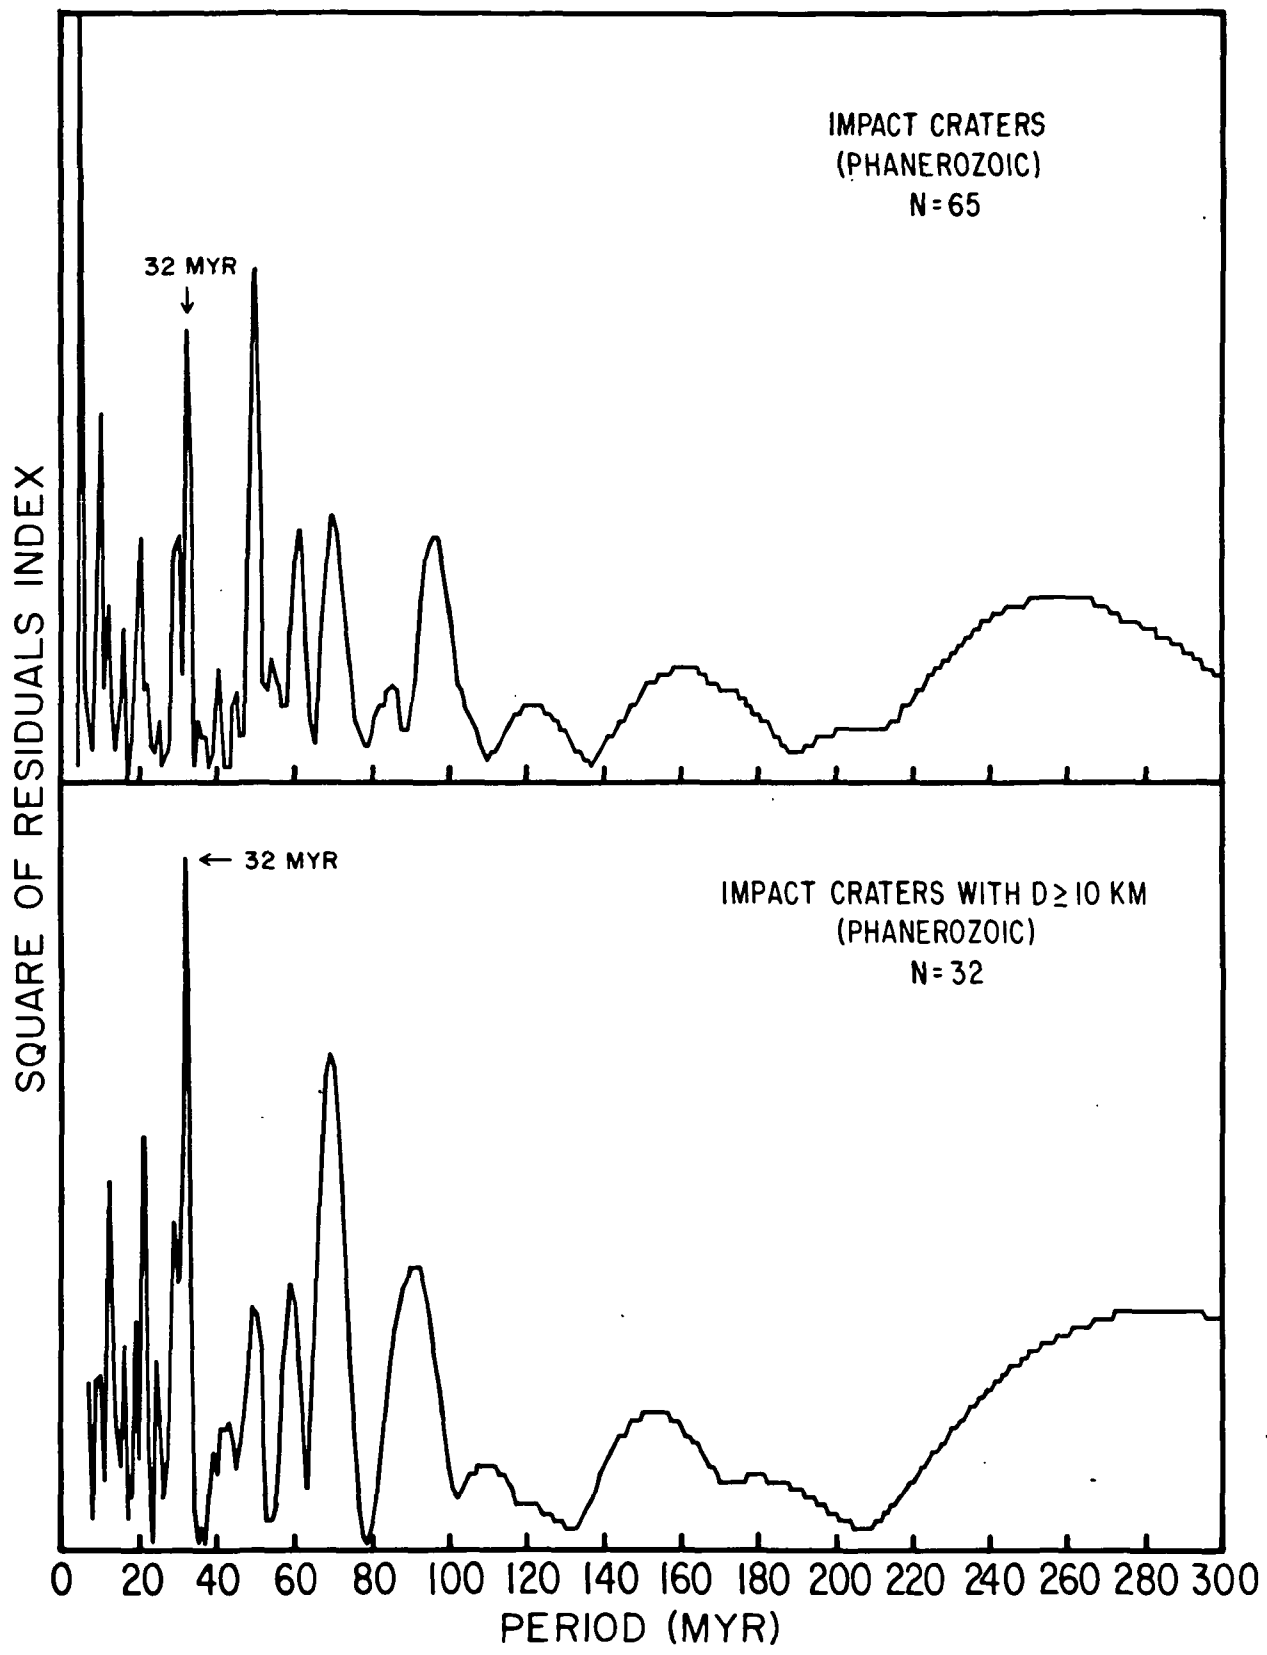 IMPACT CRATERS
(PHANEROZOIC)
N=65
32 MYR
32 MYR
IMPACT CRATERS WITH D≥10 KM
(PHANEROZOIC)
N=32
SQUARE OF RESIDUALS INDEX
0 20 40 60 80 100 120 140 160 180 200 220 240 260 280 300
PERIOD (MYR)